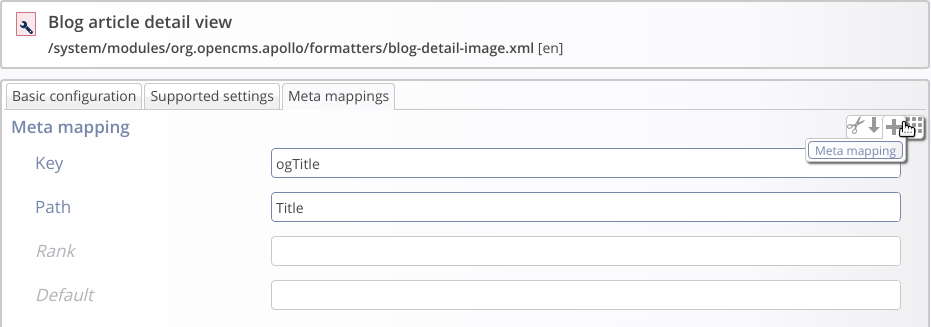 Blog article detail view
/system/modules/org.opencms.apollo/formatters/blog-detail-image.xml [en]
Basic configuration Supported settings Meta mappings
Meta mapping
Meta mapping
Key ogTitle
Path Title
Rank
Default